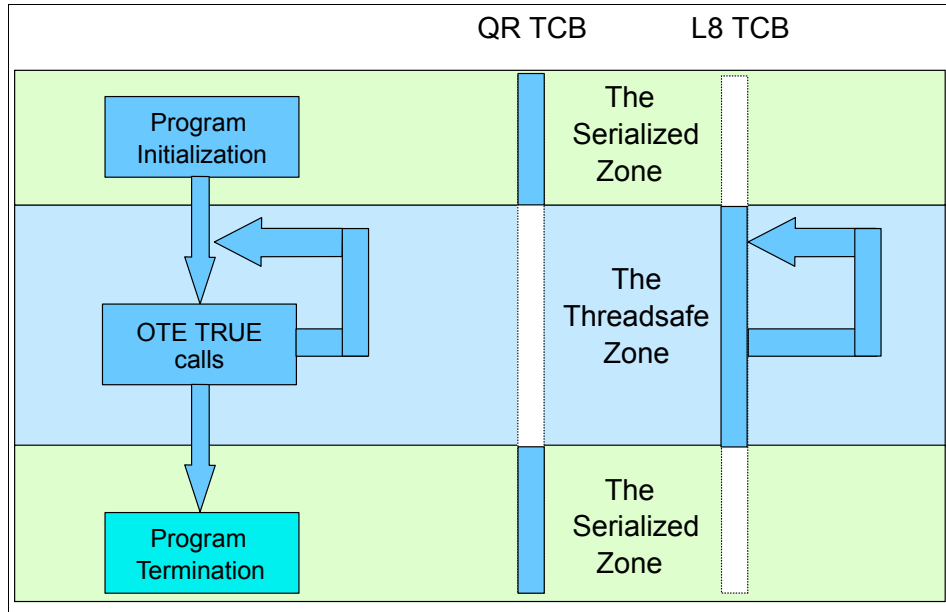 QR TCB
L8 TCB
Program
Initialization
The
Serialized
Zone
OTE TRUE
calls
The
Threadsafe
Zone
Program
Termination
The
Serialized
Zone